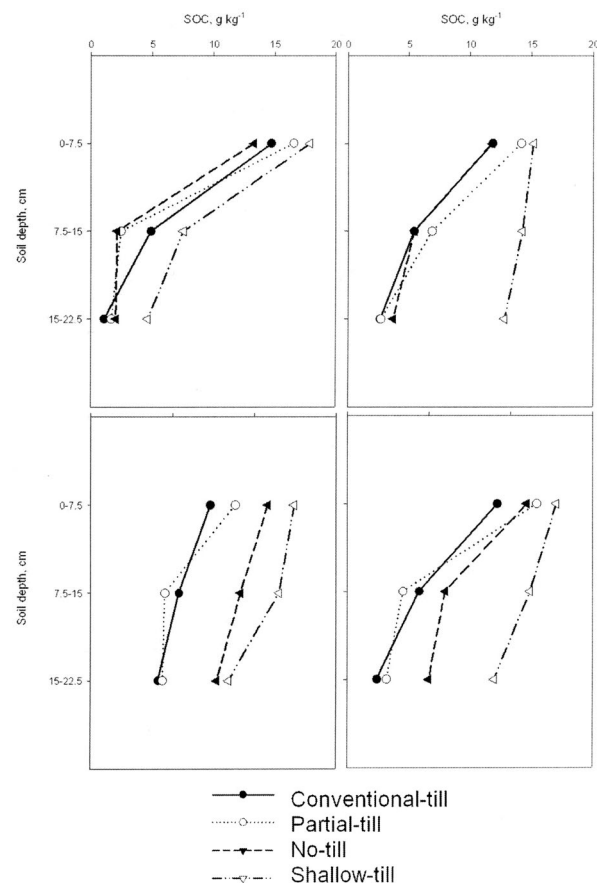 SOC, g kg⁻¹ SOC, g kg⁻¹
0 5 10 15 20 0 5 10 15 20
Soil depth, cm
0-7.5
7.5-15
15-22.5
Soil depth, cm
0-7.5
7.5-15
15-22.5
Conventional-till
Partial-till
No-till
Shallow-till